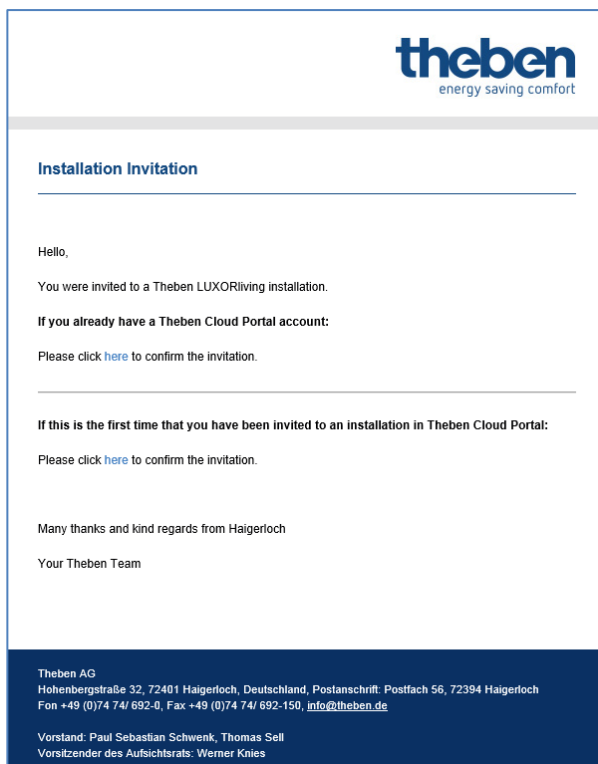 theben
energy saving comfort
Installation Invitation
Hello,
You were invited to a Theben LUXORliving installation.
If you already have a Theben Cloud Portal account:
Please click here to confirm the invitation.
If this is the first time that you have been invited to an installation in Theben Cloud Portal:
Please click here to confirm the invitation.
Many thanks and kind regards from Haigerloch
Your Theben Team
Theben AG
Hohenbergstraße 32, 72401 Haigerloch, Deutschland, Postanschrift: Postfach 56, 72394 Haigerloch
Fon +49 (0)74 74/ 692-0, Fax +49 (0)74 74/ 692-150, info@theben.de
Vorstand: Paul Sebastian Schwenk, Thomas Sell
Vorsitzender des Aufsichtsrats: Werner Knies